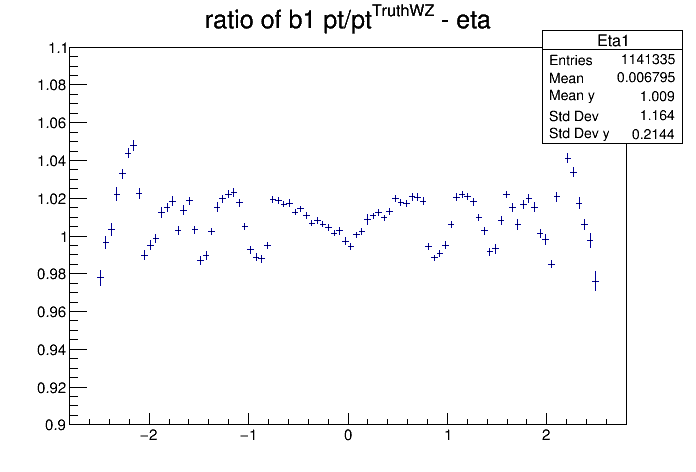 ratio of b1 pt/pt^TruthWZ - eta
Eta1
Entries 1141335
Mean 0.006795
Mean y 1.009
Std Dev 1.164
Std Dev y 0.2144
1.1
1.08
1.06
1.04
1.02
1
0.98
0.96
0.94
0.92
0.9
−2 −1 0 1 2